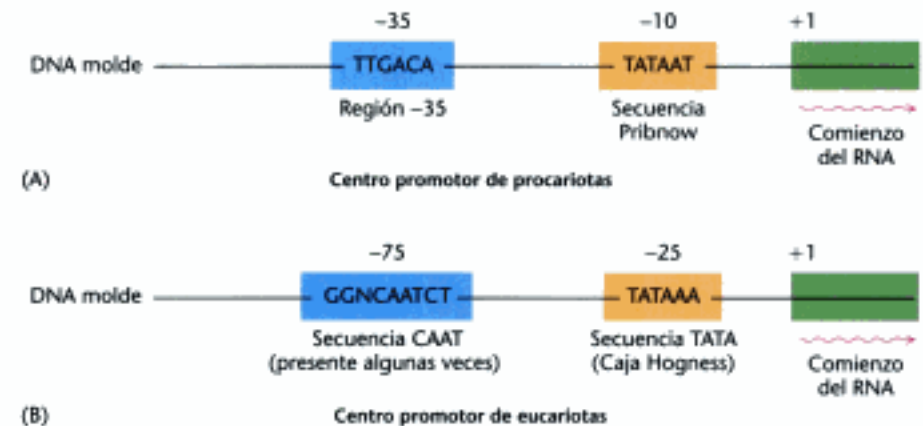 −35 −10 +1
DNA molde TTGACA TATAAT
Región −35 Secuencia
Pribnow
Comienzo
del RNA
(A) Centro promotor de procariotas
−75 −25 +1
DNA molde GGNCAATCT TATAAA
Secuencia CAAT
(presente algunas veces)
Secuencia TATA
(Caja Hogness)
Comienzo
del RNA
(B) Centro promotor de eucariotas